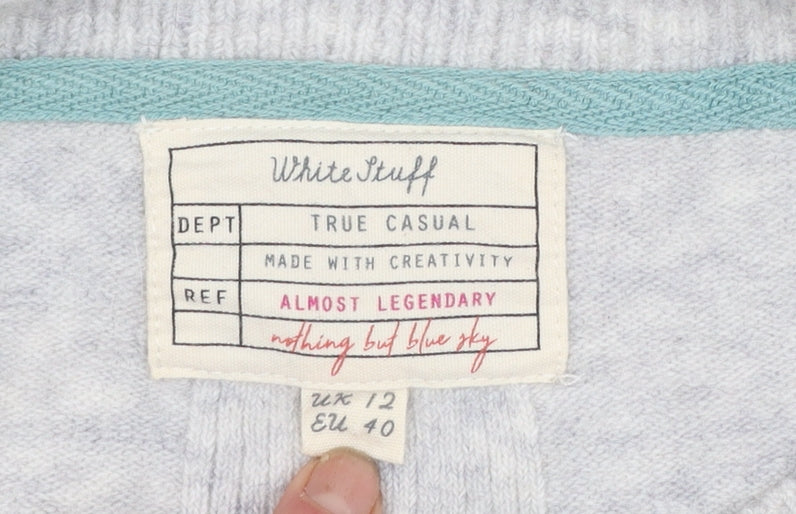 White Stuff
DEPT TRUE CASUAL
MADE WITH CREATIVITY
REF ALMOST LEGENDARY
nothing but blue sky
UK 12
EU 40